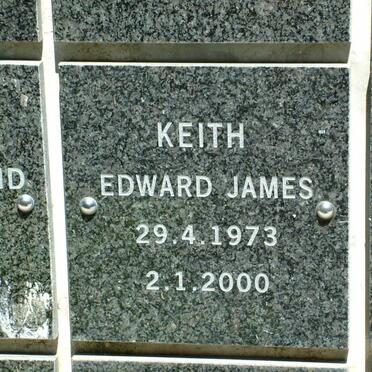 KEITH
EDWARD JAMES
29.4.1973
2.1.2000